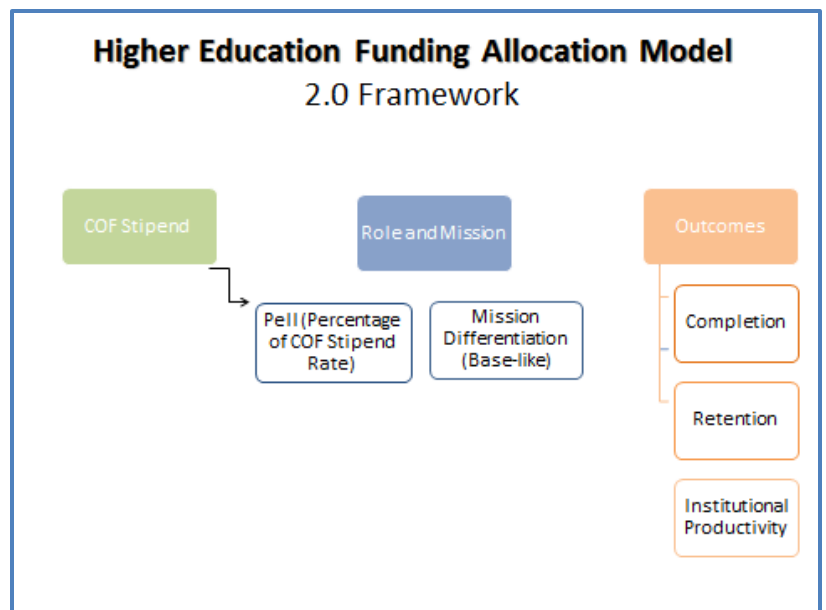 Higher Education Funding Allocation Model
2.0 Framework
COF Stipend
Role and Mission
Outcomes
Pell (Percentage
of COF Stipend
Rate)
Mission
Differentiation
(Base-like)
Completion
Retention
Institutional
Productivity